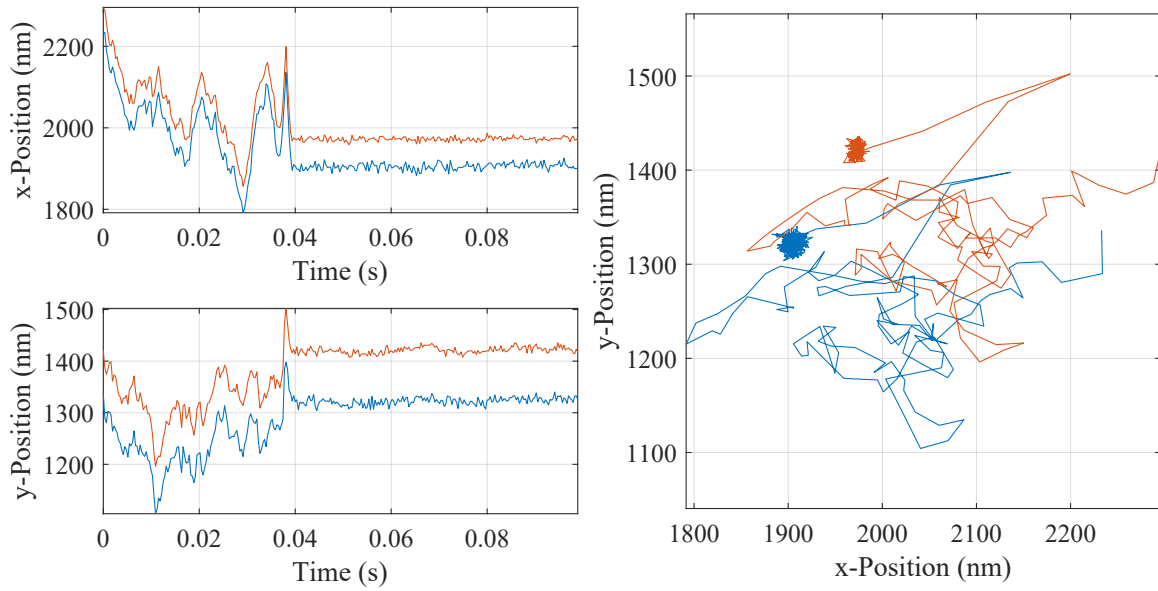 2200
2000
1800
x-Position (nm)
0 0.02 0.04 0.06 0.08
Time (s)
1500
1400
1300
1200
y-Position (nm)
0 0.02 0.04 0.06 0.08
Time (s)
1500
1400
1300
1200
1100
y-Position (nm)
1800 1900 2000 2100 2200
x-Position (nm)